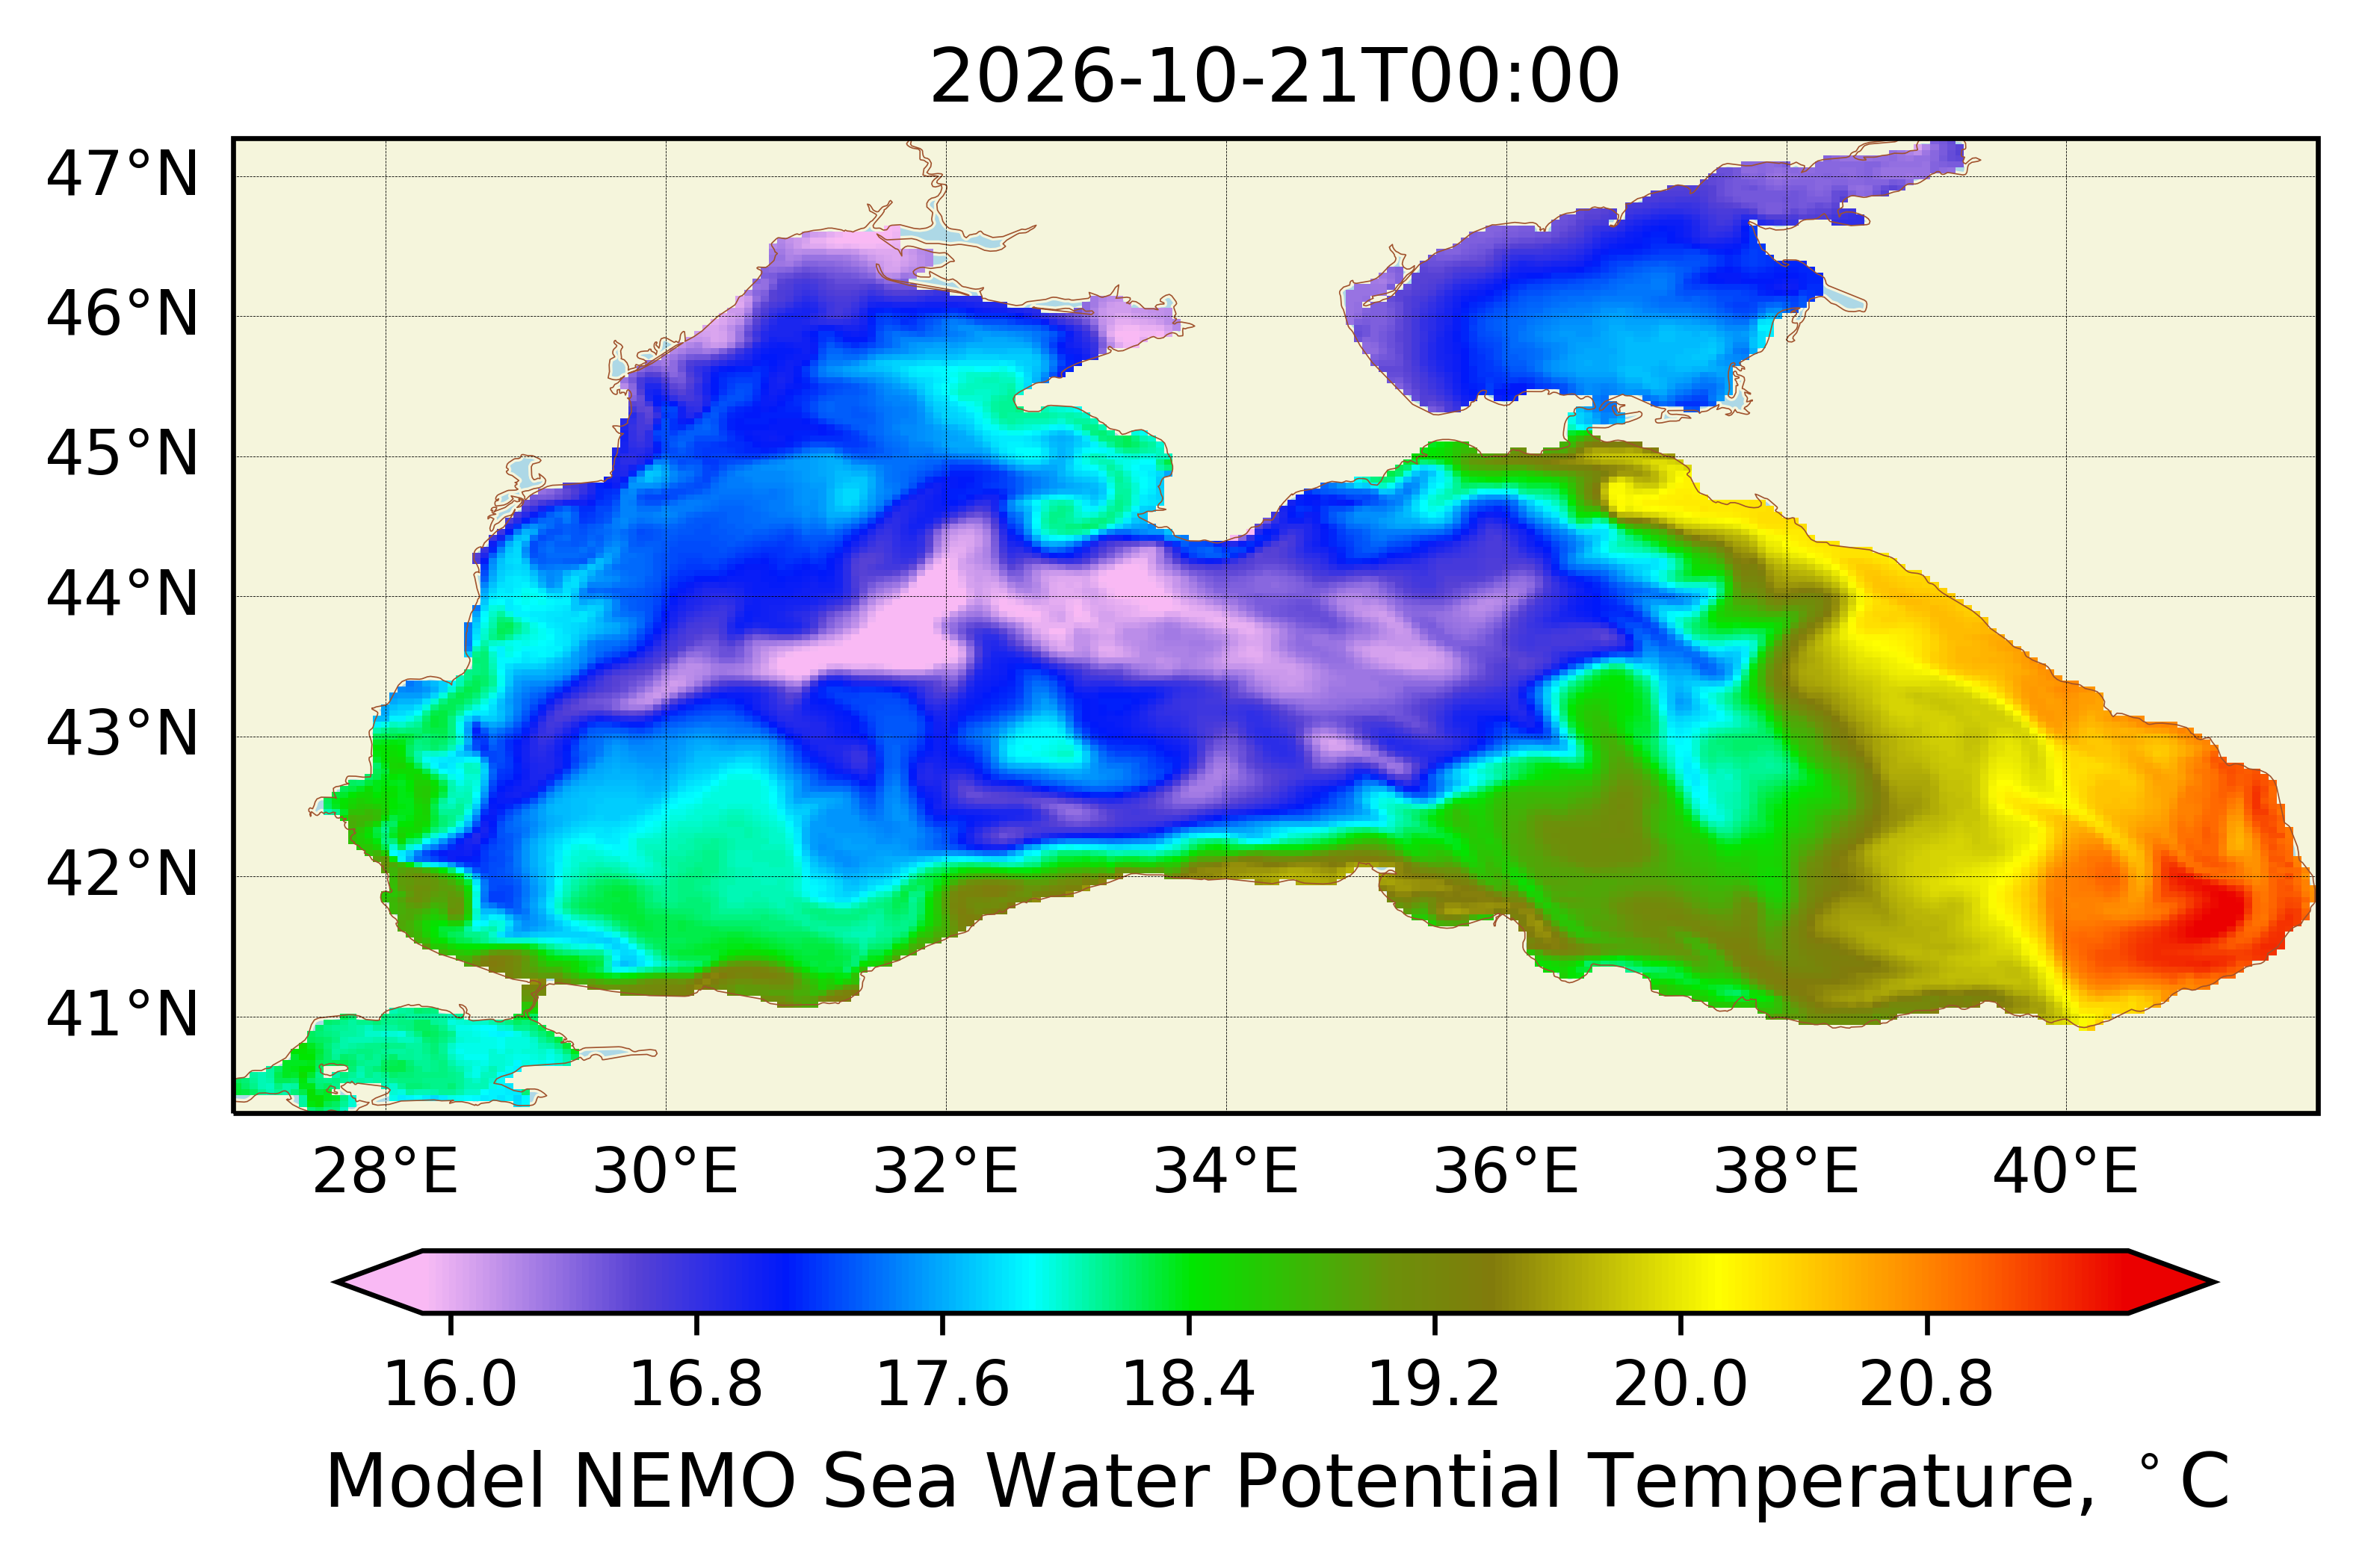 2026-10-21T00:00
47°N
46°N
45°N
44°N
43°N
42°N
41°N
28°E 30°E 32°E 34°E 36°E 38°E 40°E
16.0 16.8 17.6 18.4 19.2 20.0 20.8
Model NEMO Sea Water Potential Temperature, °C